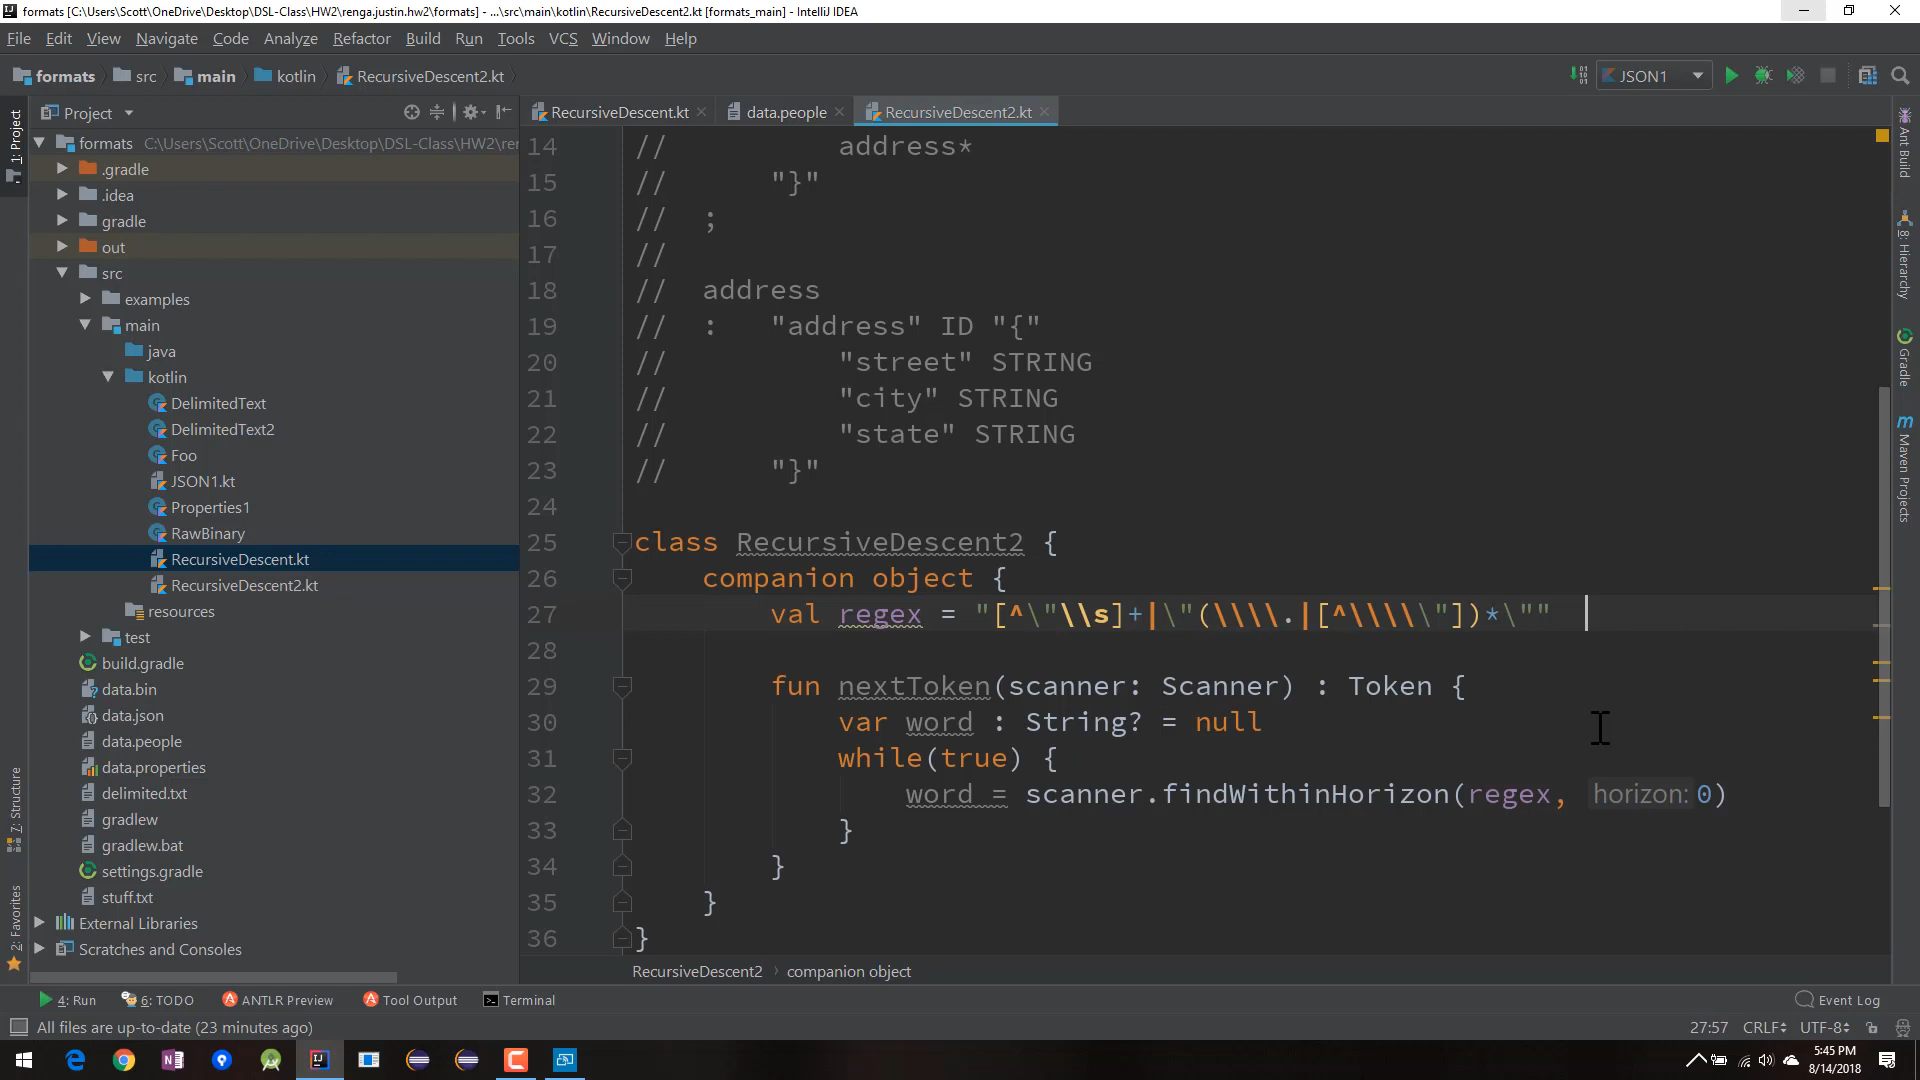 formats [C:\Users\Scott\OneDrive\Desktop\DSL-Class\HW2\renga.justin.hw2\formats] - ...\src\main\kotlin\RecursiveDescent2.kt [formats_main] - IntelliJ IDEA
File Edit View Navigate Code Analyze Refactor Build Run Tools VCS Window Help
formats src main kotlin RecursiveDescent2.kt JSON1
Project RecursiveDescent.kt data.people RecursiveDescent2.kt
formats C:\Users\Scott\OneDrive\Desktop\DSL-Class\HW2\ren
.gradle
.idea
gradle
out
src
examples
main
java
kotlin
DelimitedText
DelimitedText2
Foo
JSON1.kt
Properties1
RawBinary
RecursiveDescent.kt
RecursiveDescent2.kt
resources
test
build.gradle
data.bin
data.json
data.people
data.properties
delimited.txt
gradlew
gradlew.bat
settings.gradle
stuff.txt
External Libraries
Scratches and Consoles
1: Project
7: Structure
2: Favorites
14 // address*
15 // "}"
16 // ;
17 //
18 // address
19 // : "address" ID "{"
20 // "street" STRING
21 // "city" STRING
22 // "state" STRING
23 // "}"
24
25 class RecursiveDescent2 {
26 companion object {
27 val regex = "[^\"\\s]+|\"(\\\\.|[^\\\\\"])*\""
28
29 fun nextToken(scanner: Scanner) : Token {
30 var word : String? = null
31 while(true) {
32 word = scanner.findWithinHorizon(regex, horizon: 0)
33 }
34 }
35 }
36 }
RecursiveDescent2 › companion object
Ant Build
8: Hierarchy
Gradle
Maven Projects
4: Run 6: TODO ANTLR Preview Tool Output Terminal Event Log
All files are up-to-date (23 minutes ago) 27:57 CRLF UTF-8
5:45 PM
8/14/2018